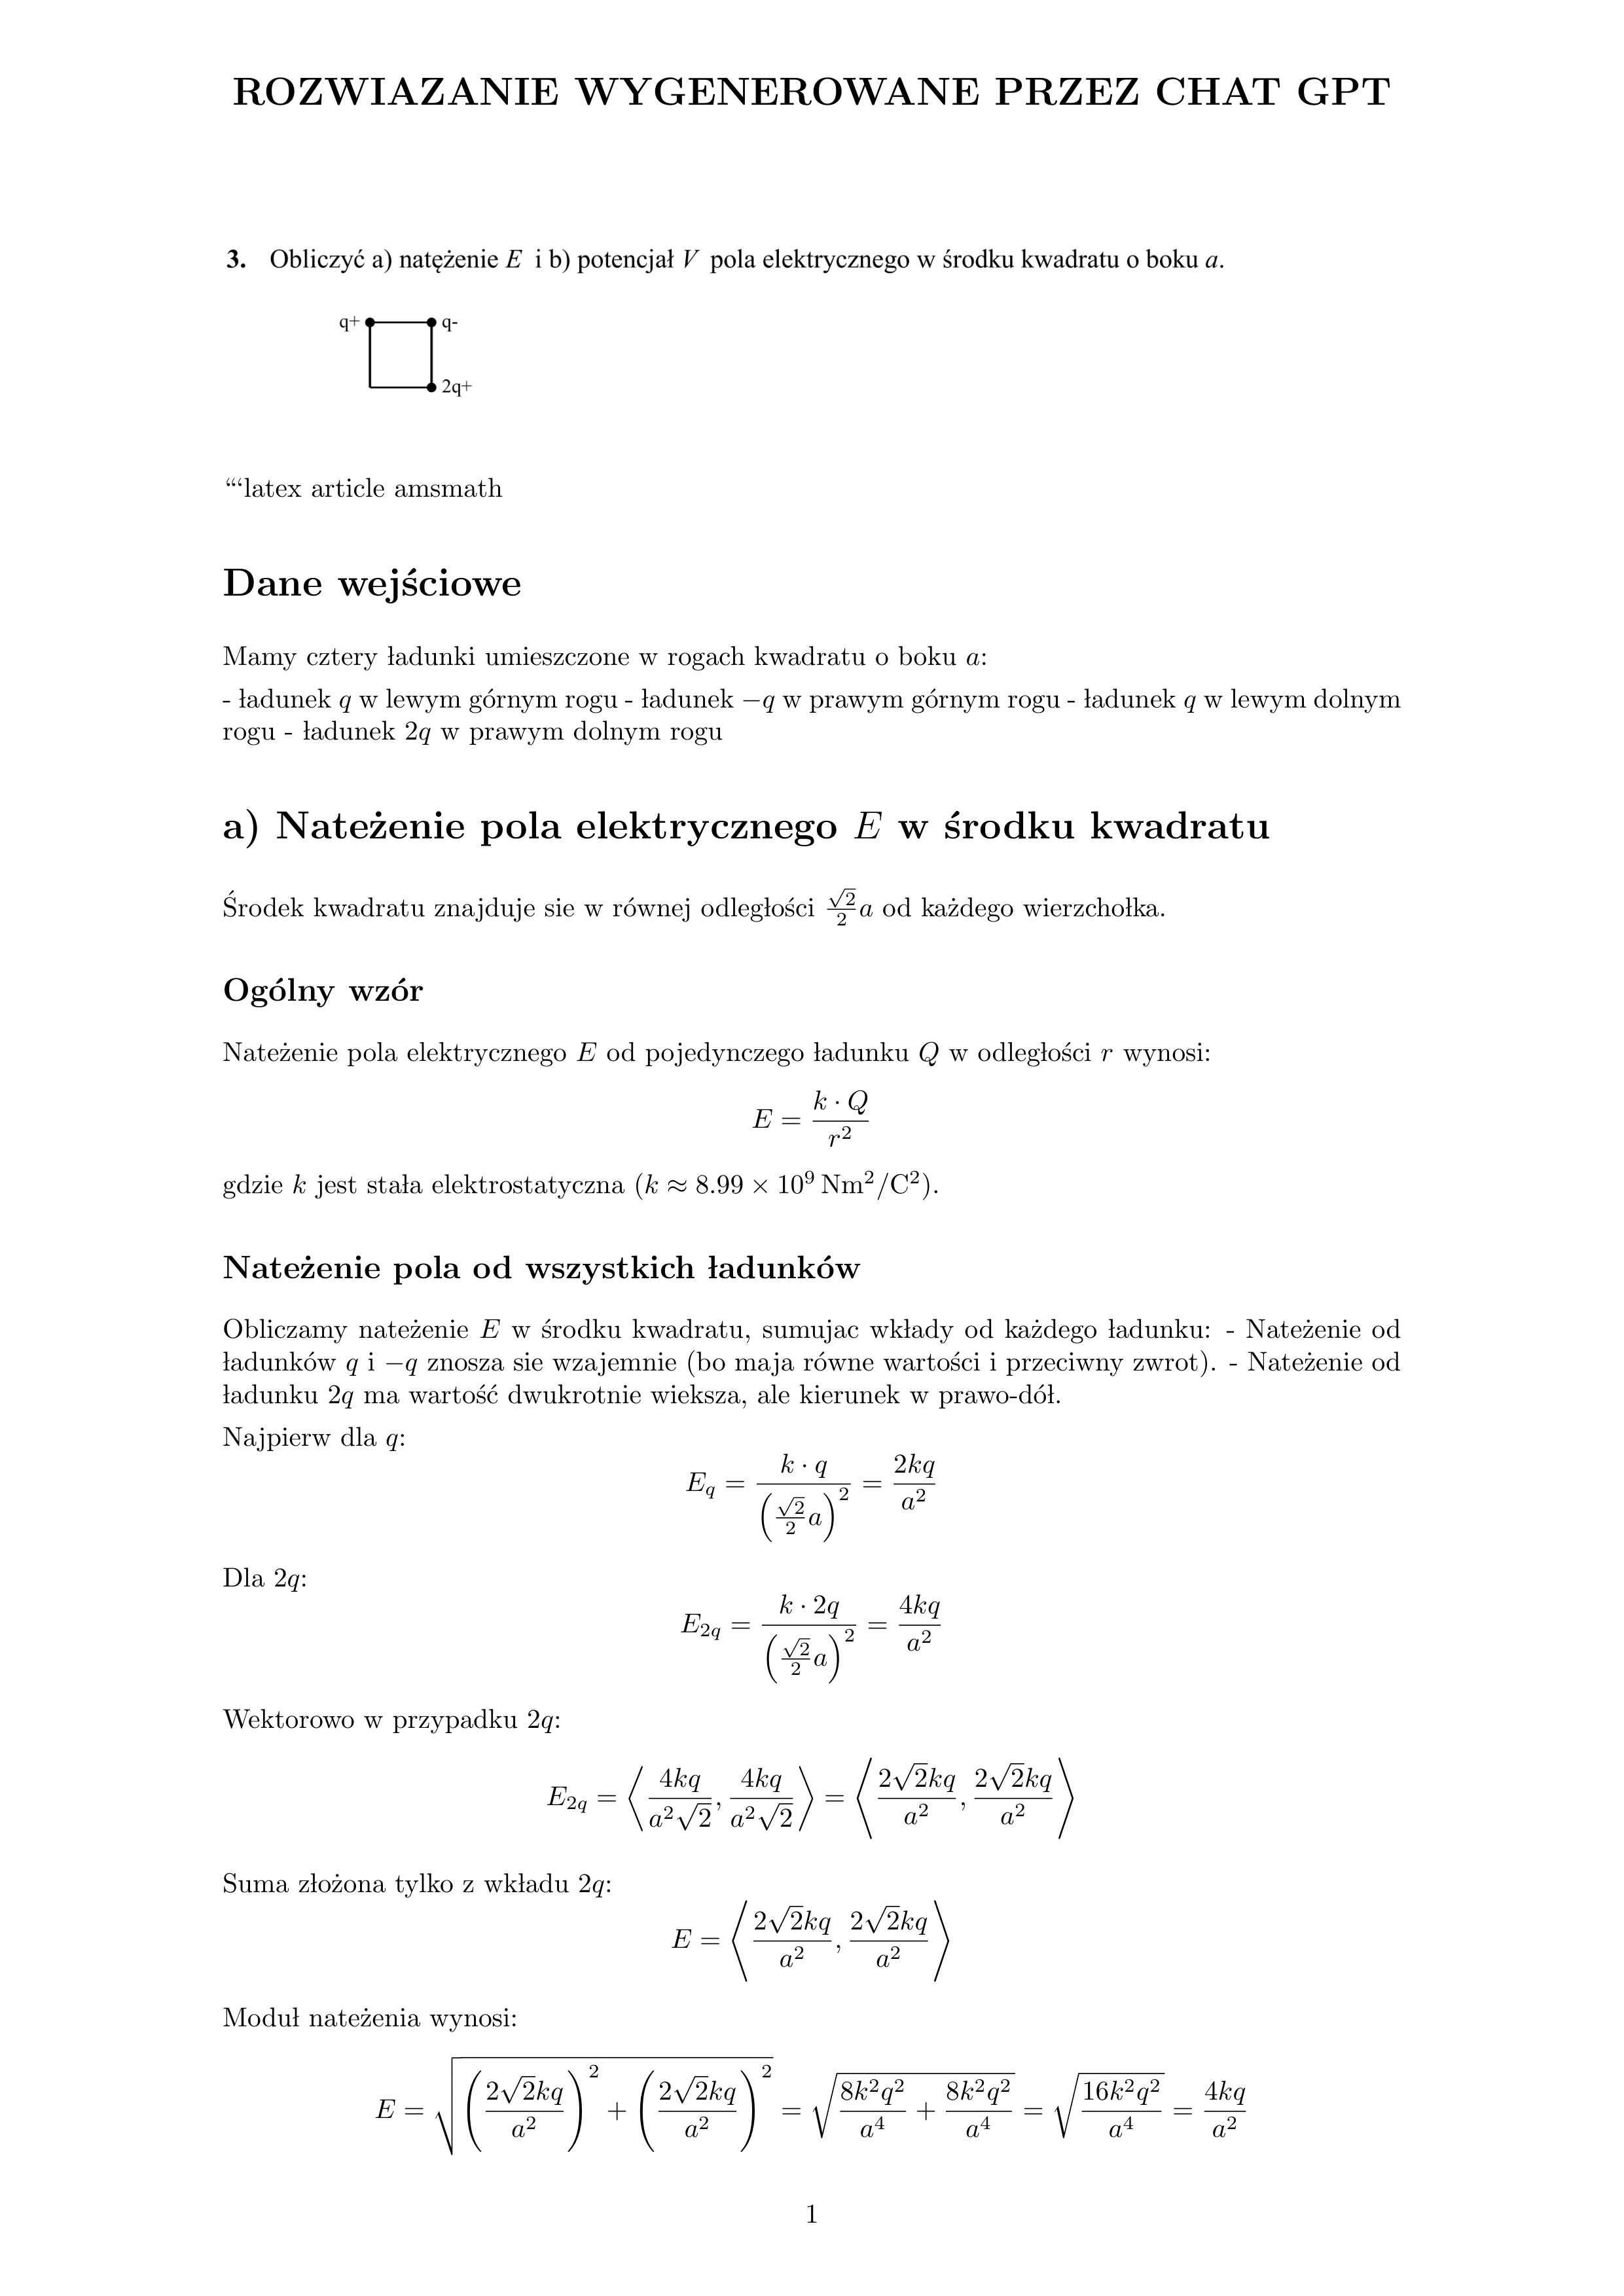 ROZWIAZANIE WYGENEROWANE PRZEZ CHAT GPT
3. Obliczyć a) natężenie E i b) potencjał V pola elektrycznego w środku kwadratu o boku a.
q+ q-
2q+
“‘latex article amsmath
Dane wejściowe
Mamy cztery ładunki umieszczone w rogach kwadratu o boku a:
- ładunek q w lewym górnym rogu - ładunek −q w prawym górnym rogu - ładunek q w lewym dolnym
rogu - ładunek 2q w prawym dolnym rogu
a) Nateżenie pola elektrycznego E w środku kwadratu
Środek kwadratu znajduje sie w równej odległości \frac{\sqrt{2}}{2}a od każdego wierzchołka.
Ogólny wzór
Nateżenie pola elektrycznego E od pojedynczego ładunku Q w odległości r wynosi:
E = \frac{k \cdot Q}{r^2}
gdzie k jest stała elektrostatyczna (k ≈ 8.99 × 10^9 Nm^2/C^2).
Nateżenie pola od wszystkich ładunków
Obliczamy nateżenie E w środku kwadratu, sumujac wkłady od każdego ładunku: - Nateżenie od
ładunków q i −q znosza sie wzajemnie (bo maja równe wartości i przeciwny zwrot). - Nateżenie od
ładunku 2q ma wartość dwukrotnie wieksza, ale kierunek w prawo-dół.
Najpierw dla q:
E_q = \frac{k \cdot q}{\left(\frac{\sqrt{2}}{2}a\right)^2} = \frac{2kq}{a^2}
Dla 2q:
E_{2q} = \frac{k \cdot 2q}{\left(\frac{\sqrt{2}}{2}a\right)^2} = \frac{4kq}{a^2}
Wektorowo w przypadku 2q:
E_{2q} = \left\langle \frac{4kq}{a^2\sqrt{2}}, \frac{4kq}{a^2\sqrt{2}} \right\rangle = \left\langle \frac{2\sqrt{2}kq}{a^2}, \frac{2\sqrt{2}kq}{a^2} \right\rangle
Suma złożona tylko z wkładu 2q:
E = \left\langle \frac{2\sqrt{2}kq}{a^2}, \frac{2\sqrt{2}kq}{a^2} \right\rangle
Moduł nateżenia wynosi:
E = \sqrt{\left(\frac{2\sqrt{2}kq}{a^2}\right)^2 + \left(\frac{2\sqrt{2}kq}{a^2}\right)^2} = \sqrt{\frac{8k^2q^2}{a^4} + \frac{8k^2q^2}{a^4}} = \sqrt{\frac{16k^2q^2}{a^4}} = \frac{4kq}{a^2}
1